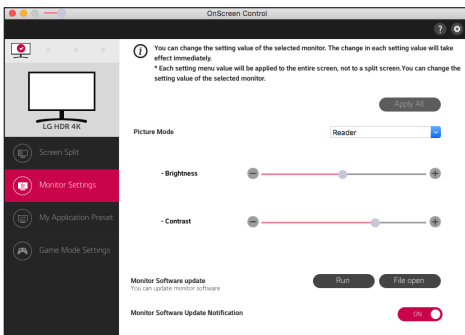 OnScreen Control
?
i
You can change the setting value of the selected monitor. The change in each setting value will take
effect immediately.
* Each setting menu value will be applied to the entire screen, not to a split screen.You can change the
setting value of the selected monitor.
Apply All
LG HDR 4K
Picture Mode
Reader
Screen Split
- Brightness
Monitor Settings
My Application Preset
- Contrast
Game Mode Settings
Monitor Software update
You can update monitor software
Run
File open
Monitor Software Update Notification
ON